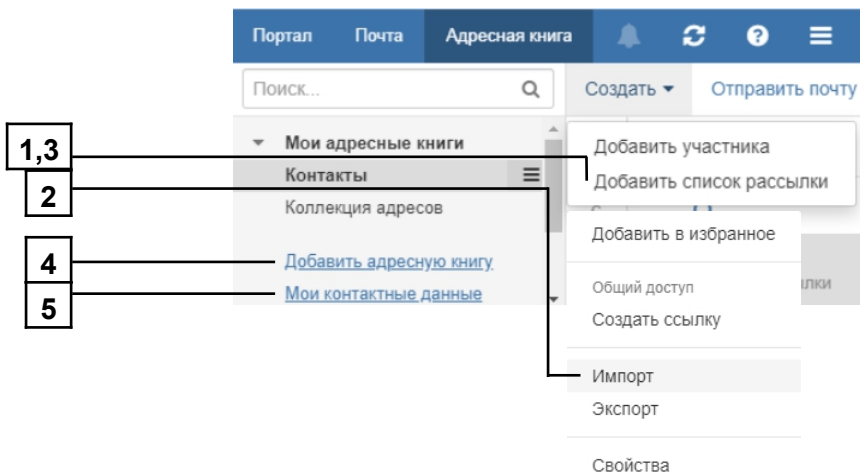 Портал Почта Адресная книга
Поиск... Создать Отправить почту
1,3
2
4
5
Мои адресные книги
Контакты
Коллекция адресов
Добавить адресную книгу
Мои контактные данные
Добавить участника
Добавить список рассылки
Добавить в избранное
Общий доступ
Создать ссылку
Импорт
Экспорт
Свойства